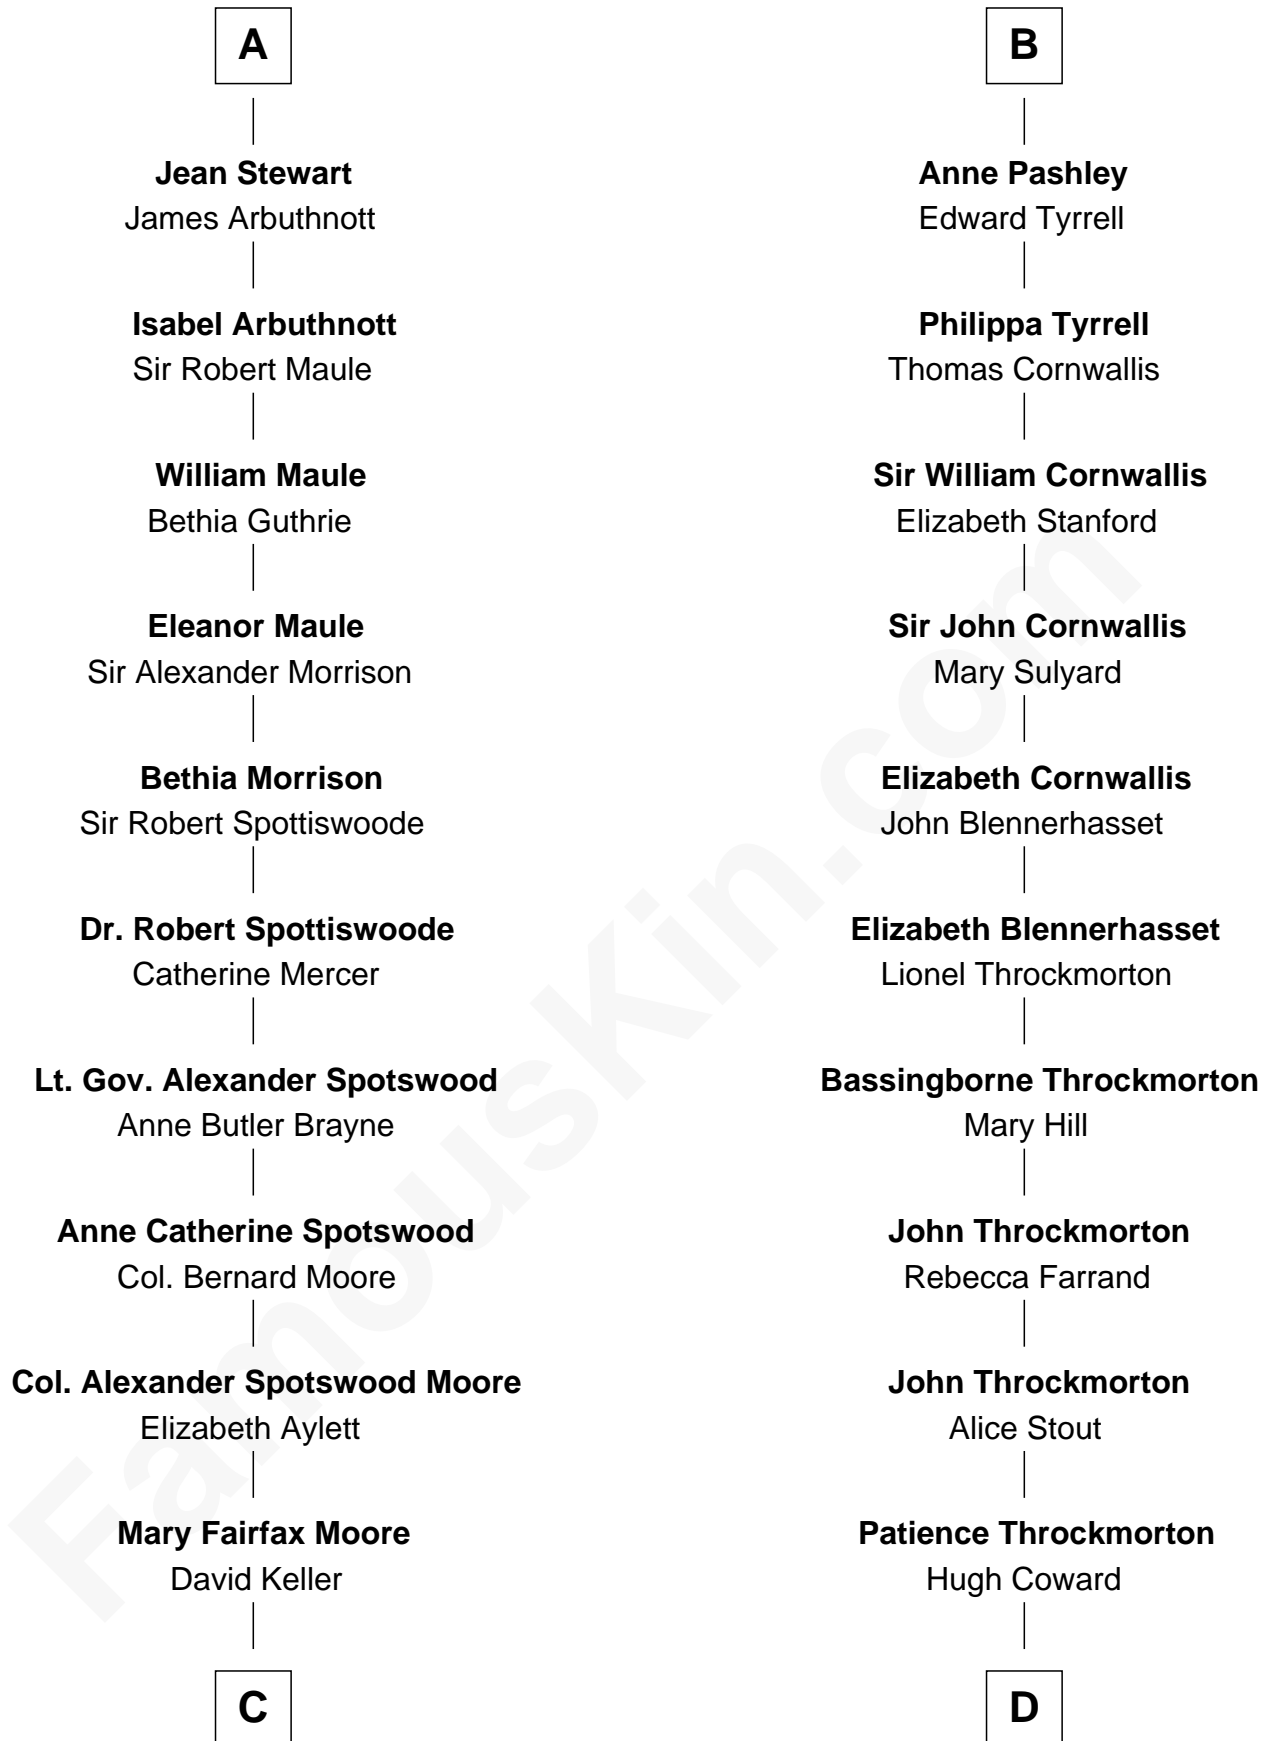 A
Jean Stewart
James Arbuthnott
Isabel Arbuthnott
Sir Robert Maule
William Maule
Bethia Guthrie
Eleanor Maule
Sir Alexander Morrison
Bethia Morrison
Sir Robert Spottiswoode
Dr. Robert Spottiswoode
Catherine Mercer
Lt. Gov. Alexander Spotswood
Anne Butler Brayne
Anne Catherine Spotswood
Col. Bernard Moore
Col. Alexander Spotswood Moore
Elizabeth Aylett
Mary Fairfax Moore
David Keller
C
B
Anne Pashley
Edward Tyrrell
Philippa Tyrrell
Thomas Cornwallis
Sir William Cornwallis
Elizabeth Stanford
Sir John Cornwallis
Mary Sulyard
Elizabeth Cornwallis
John Blennerhasset
Elizabeth Blennerhasset
Lionel Throckmorton
Bassingborne Throckmorton
Mary Hill
John Throckmorton
Rebecca Farrand
John Throckmorton
Alice Stout
Patience Throckmorton
Hugh Coward
D
FamousKin.com